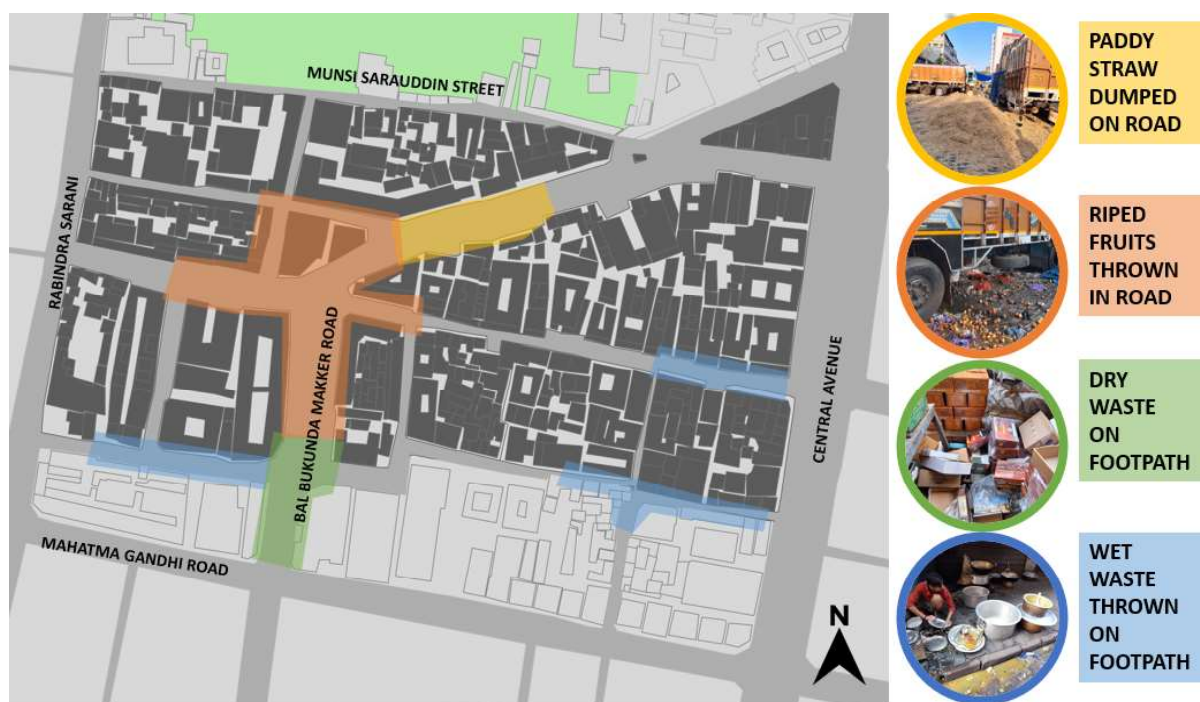 MUNSI SARAUDDIN STREET
RABINDRA SARANI
BAL BUKUNDA MAKKER ROAD
CENTRAL AVENUE
MAHATMA GANDHI ROAD
N
PADDY
STRAW
DUMPED
ON ROAD
RIPED
FRUITS
THROWN
IN ROAD
DRY
WASTE
ON
FOOTPATH
WET
WASTE
THROWN
ON
FOOTPATH